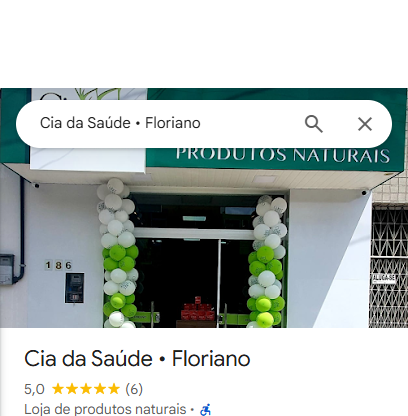 Cia da Saúde • Floriano
PRODUTOS NATURAIS
186
ALUGA-SE
Cia da Saúde • Floriano
5,0 (6)
Loja de produtos naturais •